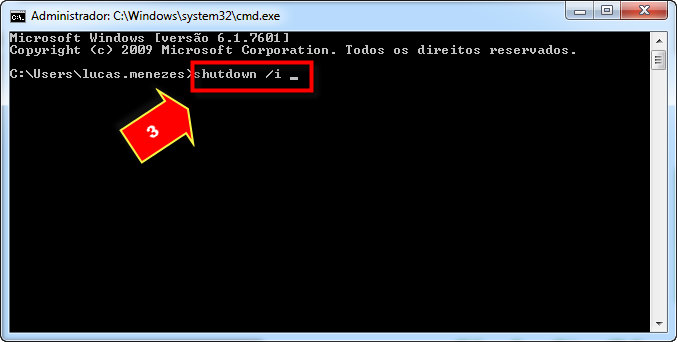 Administrador: C:\Windows\system32\cmd.exe
Microsoft Windows [versão 6.1.7601]
Copyright (c) 2009 Microsoft Corporation. Todos os direitos reservados.
C:\Users\lucas.menezes>shutdown /i _
3